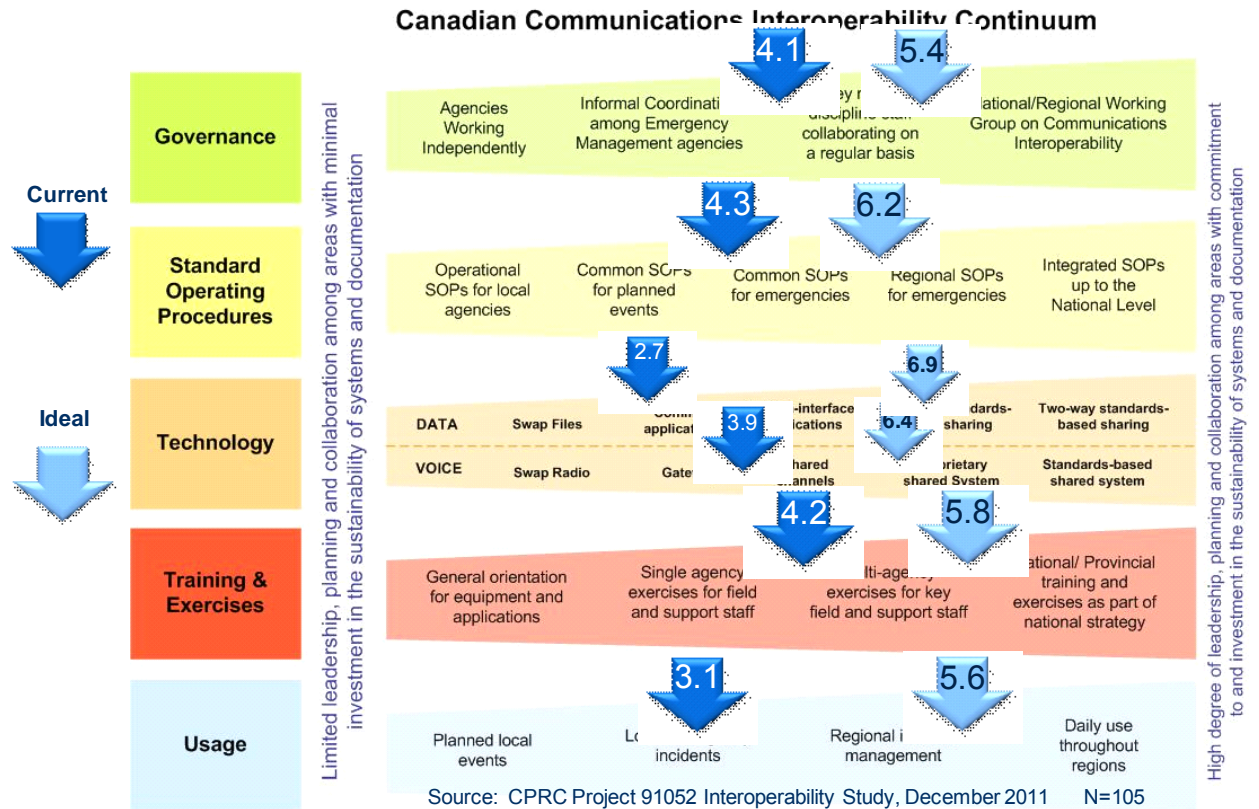 Canadian Communications Interoperability Continuum
4.1
5.4
Governance
Agencies
Working
Independently
Informal
among Emergency
Management agencies
collaborating on
a regular basis
National/Regional Working
Group on Communications
Interoperability
Current
4.3
6.2
Standard
Operating
Procedures
Operational
SOPs for local
agencies
Common SOPs
for planned
events
Common SOPs
for emergencies
Regional SOPs
for emergencies
Integrated SOPs
up to the
National Level
2.7
6.9
Ideal
Technology
DATA
Swap Files
3.9
6.4
sharing
Two-way standards-
based sharing
VOICE
Swap Radio
shared System
Standards-based
shared system
4.2
5.8
Training &
Exercises
General orientation
for equipment and
applications
Single agency
exercises for field
and support staff
exercises for key
field and support staff
training and
exercises as part of
national strategy
3.1
5.6
Usage
Planned local
events
incidents
Regional
management
Daily use
throughout
regions
Limited leadership, planning and collaboration among areas with minimal
investment in the sustainability of systems and documentation
High degree of leadership, planning and collaboration among areas with commitment
to and investment in the sustainability of systems and documentation
Source: CPRC Project 91052 Interoperability Study, December 2011 N=105